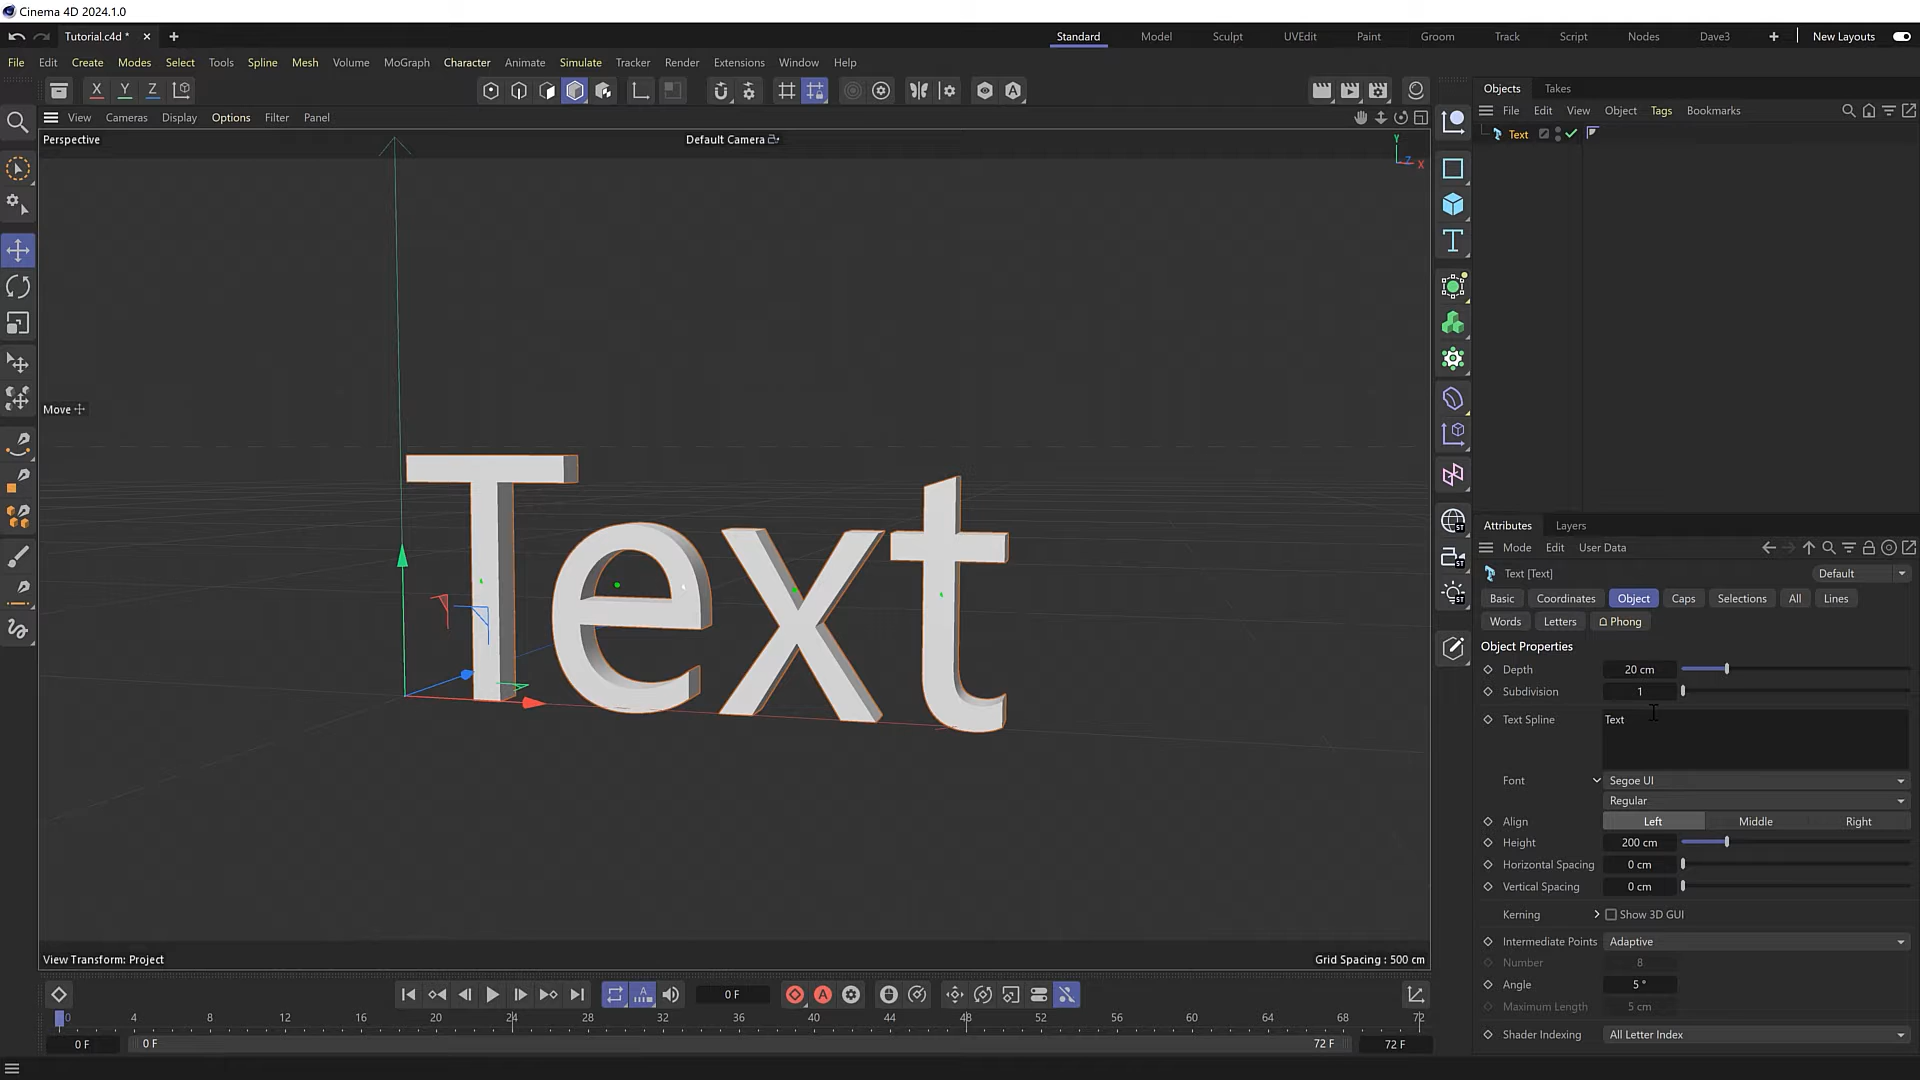 Cinema 4D 2024.1.0
Tutorial.c4d *
Standard Model Sculpt UVEdit Paint Groom Track Script Nodes Dave3 New Layouts
File Edit Create Modes Select Tools Spline Mesh Volume MoGraph Character Animate Simulate Tracker Render Extensions Window Help
X Y Z
Objects Takes
File Edit View Object Tags Bookmarks
View Cameras Display Options Filter Panel
Text
Perspective
Default Camera
Y
Z X
Move
Text
View Transform: Project
Grid Spacing : 500 cm
Attributes Layers
Mode Edit User Data
Text [Text]
Default
Basic Coordinates Object Caps Selections All Lines
Words Letters Phong
Object Properties
Depth 20 cm
Subdivision 1
Text Spline Text
Font Segoe UI
Regular
Align Left Middle Right
Height 200 cm
Horizontal Spacing 0 cm
Vertical Spacing 0 cm
Kerning Show 3D GUI
Intermediate Points Adaptive
Number 8
Angle 5 °
Maximum Length 5 cm
Shader Indexing All Letter Index
0 F
0 4 8 12 16 20 24 28 32 36 40 44 48 52 56 60 64 68 72
0 F 0 F 72 F 72 F